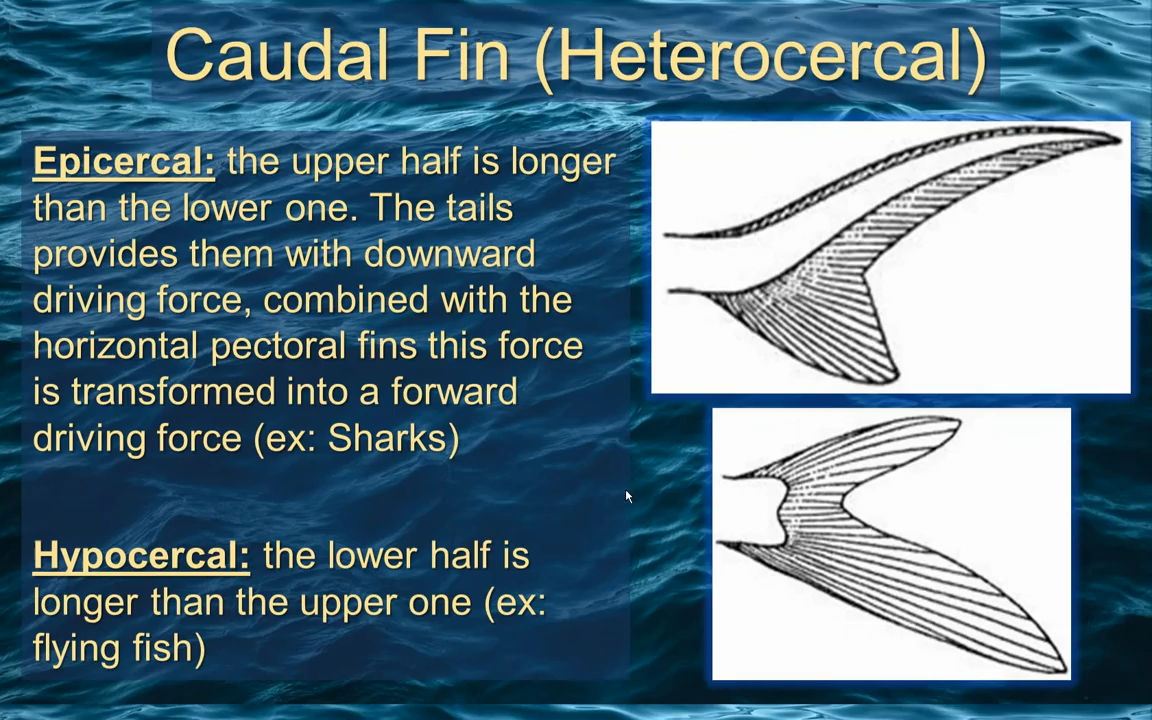 Caudal Fin (Heterocercal)
Epicercal: the upper half is longer
than the lower one. The tails
provides them with downward
driving force, combined with the
horizontal pectoral fins this force
is transformed into a forward
driving force (ex: Sharks)
Hypocercal: the lower half is
longer than the upper one (ex:
flying fish)